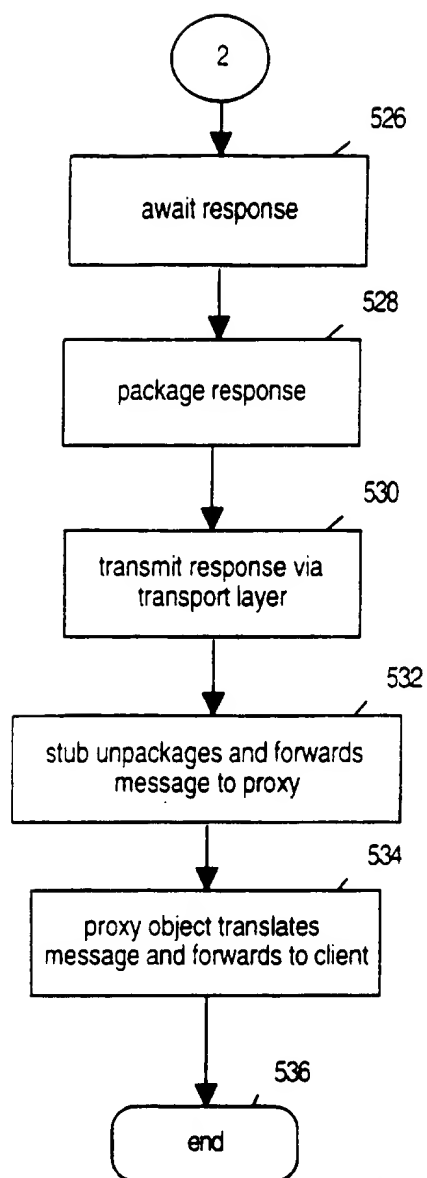 2
526
await response
528
package response
530
transmit response via
transport layer
532
stub unpackages and forwards
message to proxy
534
proxy object translates
message and forwards to client
536
end